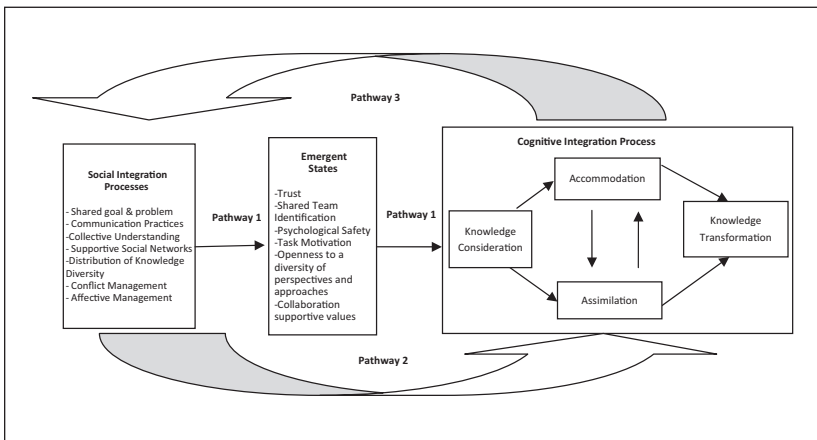 Pathway 3
Social Integration
Processes
- Shared goal & problem
- Communication Practices
-Collective Understanding
- Supportive Social Networks
-Distribution of Knowledge
Diversity
- Conflict Management
- Affective Management
Pathway 1
Emergent
States
-Trust
-Shared Team
Identification
-Psychological Safety
-Task Motivation
-Openness to a
diversity of
perspectives and
approaches
-Collaboration
supportive values
Pathway 1
Cognitive Integration Process
Knowledge
Consideration
Accommodation
Assimilation
Knowledge
Transformation
Pathway 2